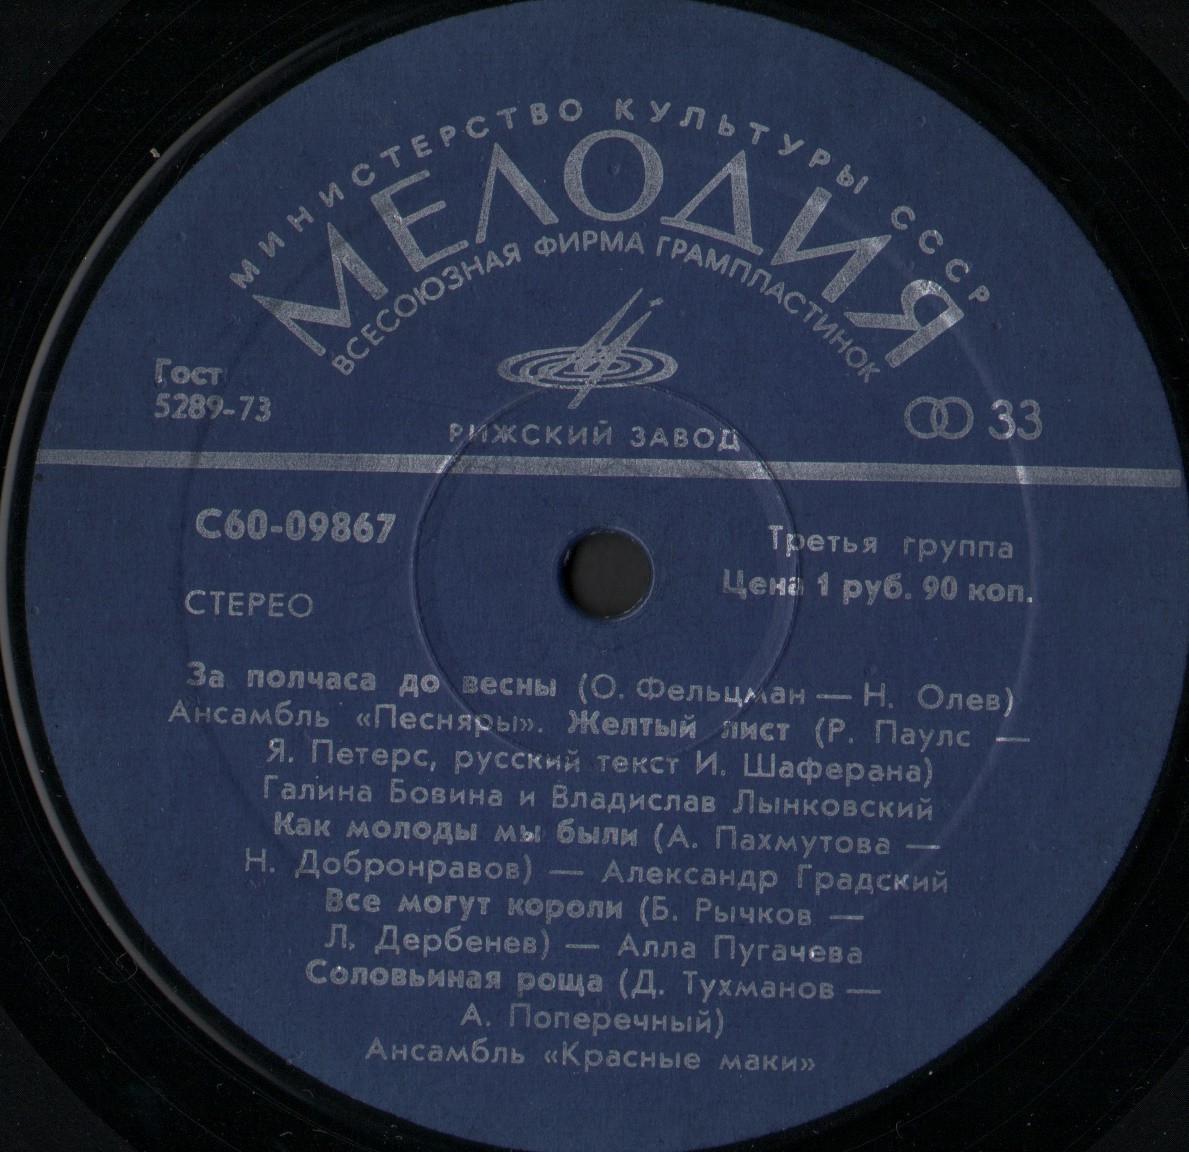 МИНИСТЕРСТВО КУЛЬТУРЫ СССР
МЕЛОДИЯ
ВСЕСОЮЗНАЯ ФИРМА ГРАМПЛАСТИНОК
Гост
5289-73
33
РИЖСКИЙ ЗАВОД
С60-09867
Третья группа
Цена 1 руб. 90 коп.
СТЕРЕО
За полчаса до весны (О. Фельцман — Н. Олев)
Ансамбль «Песняры». Желтый лист (Р. Паулс —
Я. Петерс, русский текст И. Шаферана)
Галина Бовина и Владислав Лынковский
Как молоды мы были (А. Пахмутова —
Н. Добронравов) — Александр Градский
Все могут короли (Б. Рычков —
Л. Дербенев) — Алла Пугачева
Соловьиная роща (Д. Тухманов —
А. Поперечный)
Ансамбль «Красные маки»